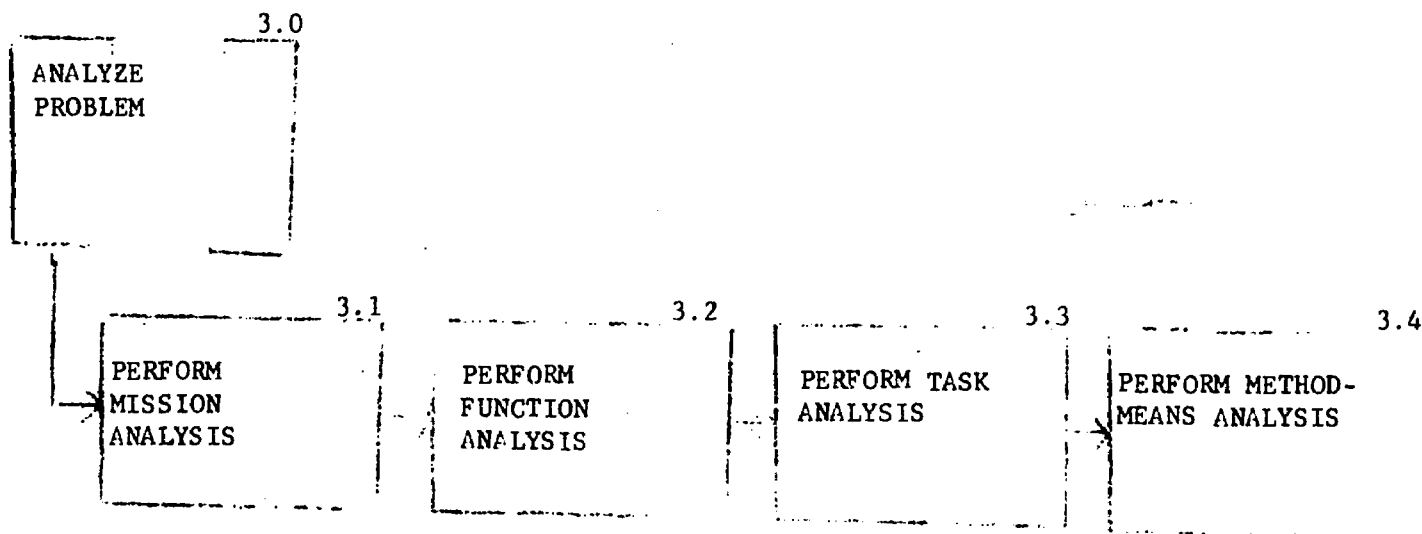 3.0
ANALYZE
PROBLEM
3.1
PERFORM
MISSION
ANALYSIS
3.2
PERFORM
FUNCTION
ANALYSIS
3.3
PERFORM TASK
ANALYSIS
3.4
PERFORM METHOD-
MEANS ANALYSIS